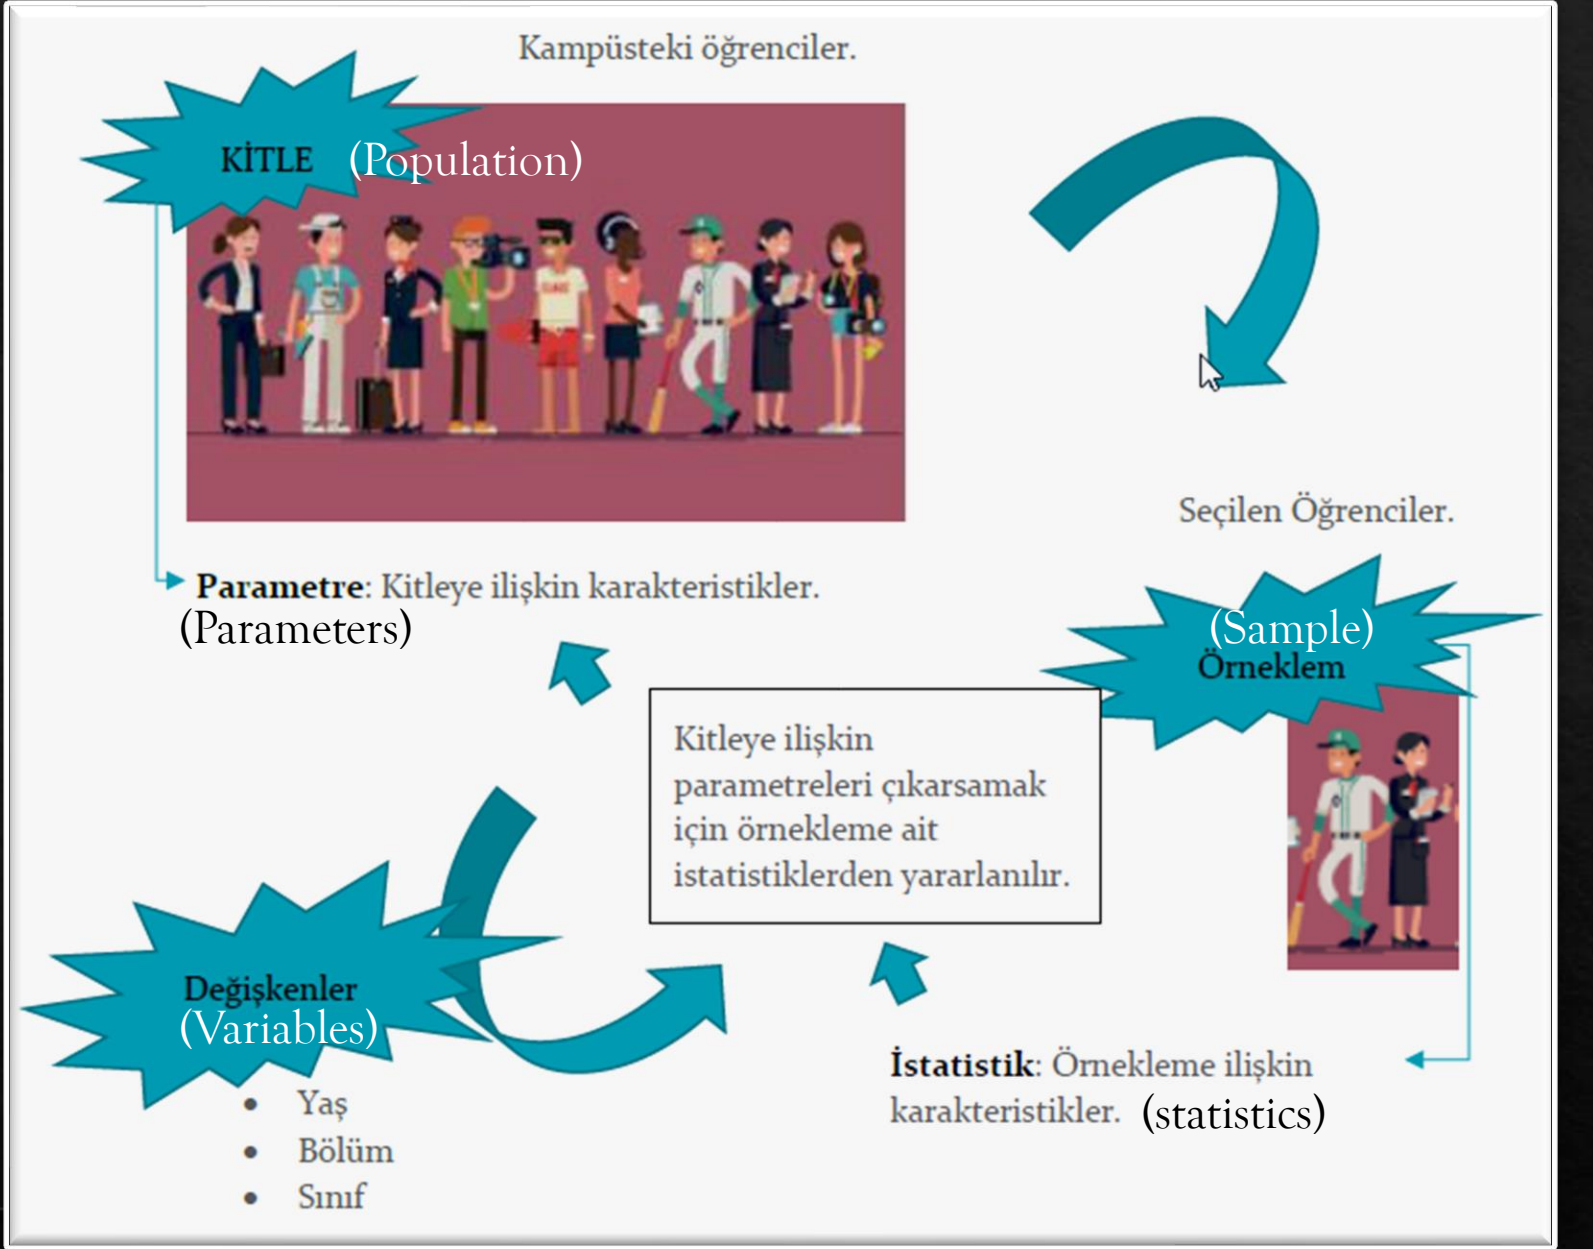 Kampüsteki öğrenciler.
KİTLE (Population)
Seçilen Öğrenciler.
Parametre: Kitleye ilişkin karakteristikler.
(Parameters)
(Sample)
Örneklem
Kitleye ilişkin
parametreleri çıkarsamak
için örnekleme ait
istatistiklerden yararlanılır.
Değişkenler
(Variables)
• Yaş
• Bölüm
• Sınıf
İstatistik: Örnekleme ilişkin
karakteristikler. (statistics)